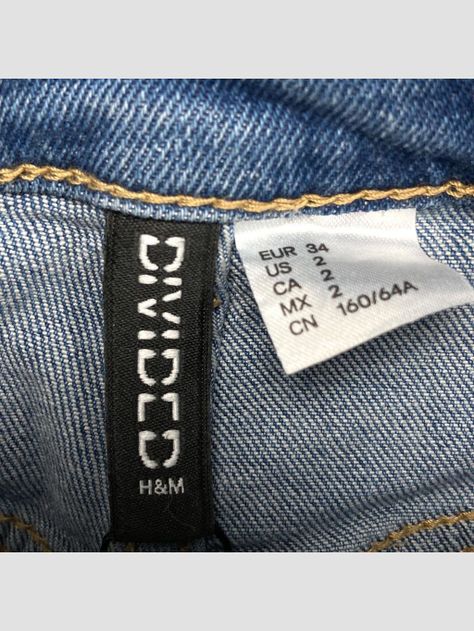 DIVIDED
H&M
EUR 34
US 2
CA 2
MX 2
CN 160/64A